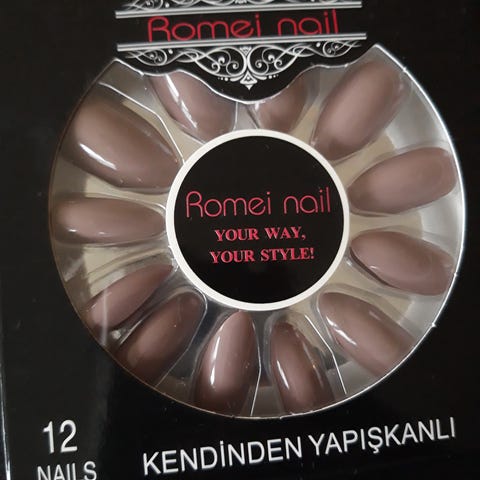 Romei nail
Romei nail
YOUR WAY,
YOUR STYLE!
12
NAILS
KENDİNDEN YAPIŞKANLI